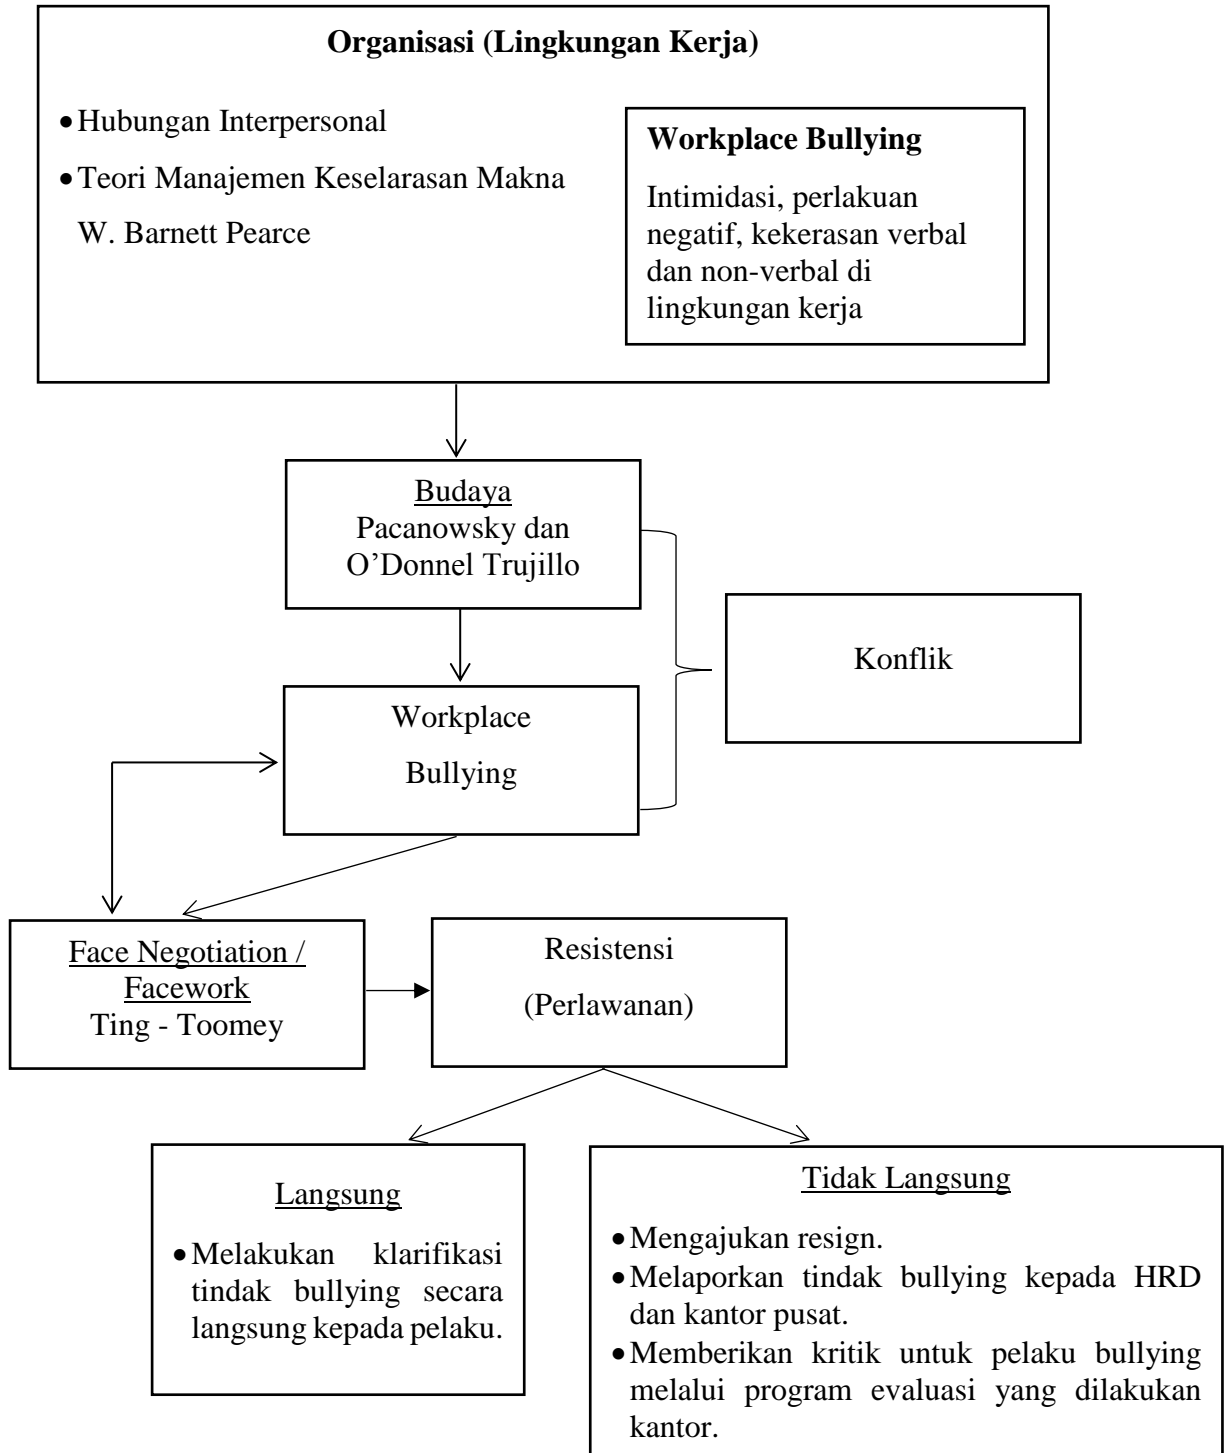 Organisasi (Lingkungan Kerja)
• Hubungan Interpersonal
• Teori Manajemen Keselarasan Makna
W. Barnett Pearce
Workplace Bullying
Intimidasi, perlakuan
negatif, kekerasan verbal
dan non-verbal di
lingkungan kerja
Budaya
Pacanowsky dan
O’Donnel Trujillo
Konflik
Workplace
Bullying
Face Negotiation /
Facework
Ting - Toomey
Resistensi
(Perlawanan)
Langsung
• Melakukan klarifikasi
tindak bullying secara
langsung kepada pelaku.
Tidak Langsung
• Mengajukan resign.
• Melaporkan tindak bullying kepada HRD
dan kantor pusat.
• Memberikan kritik untuk pelaku bullying
melalui program evaluasi yang dilakukan
kantor.